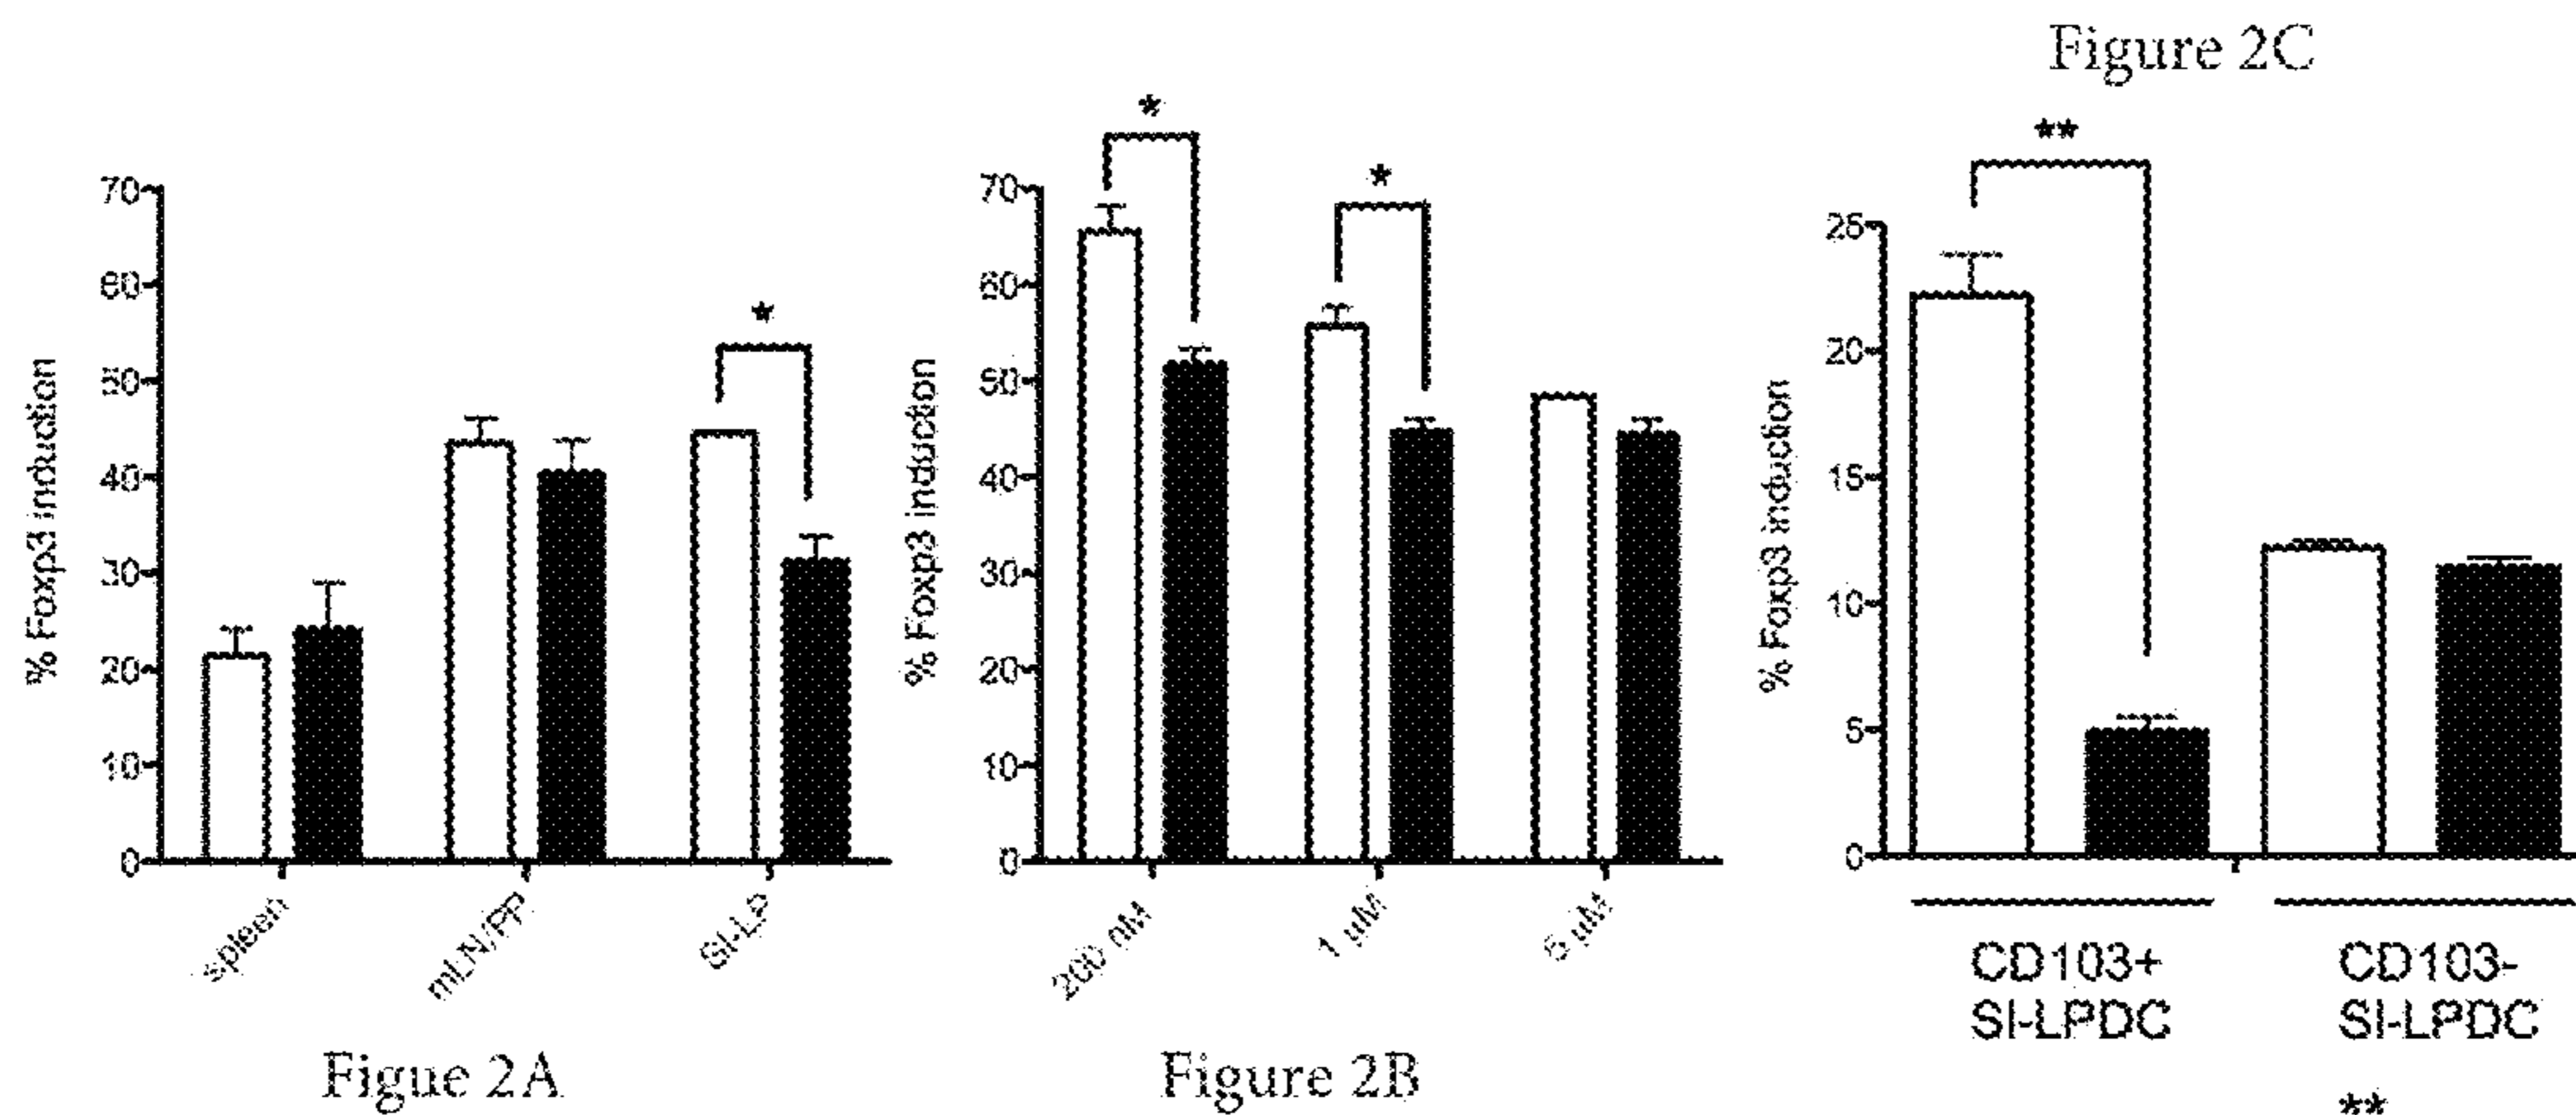 Figure 2C
*
*
*
**
70
60
50
40
30
20
10
0
% Foxp3 induction
spleen
mLN/PP
SI-LP
Figue 2A
70
60
50
40
30
20
10
0
% Foxp3 induction
200 nM
1 µM
5 µM
Figure 2B
25
20
15
10
5
0
% Foxp3 induction
CD103+
SI-LPDC
CD103-
SI-LPDC
**